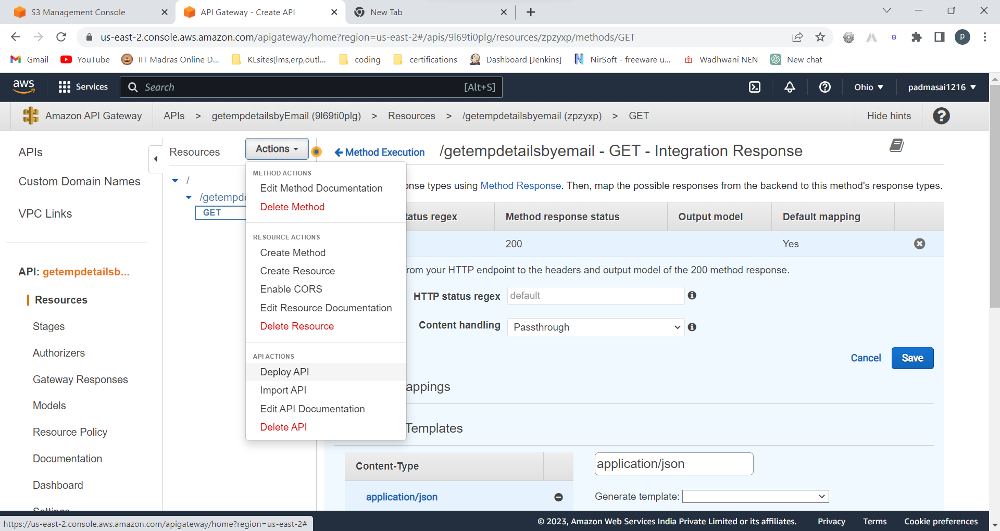 S3 Management Console
API Gateway - Create API
New Tab
us-east-2.console.aws.amazon.com/apigateway/home?region=us-east-2#/apis/9l69ti0plg/resources/zpzyxp/methods/GET
B
p
Gmail
YouTube
IIT Madras Online D...
KLsites(lms,erp,outl...
coding
certifications
Dashboard [Jenkins]
NirSoft - freeware u...
Wadhwani NEN
New chat
aws
Services
Search
[Alt+S]
Ohio
padmasai1216
Amazon API Gateway
APIs > getempdetailsbyEmail (9l69ti0plg) > Resources > /getempdetailsbyemail (zpzyxp) > GET
Hide hints
APIs
Custom Domain Names
VPC Links
API: getempdetailsb...
Resources
Stages
Authorizers
Gateway Responses
Models
Resource Policy
Documentation
Dashboard
Settings
Resources
Actions
/
/getempde
GET
METHOD ACTIONS
Edit Method Documentation
Delete Method
RESOURCE ACTIONS
Create Method
Create Resource
Enable CORS
Edit Resource Documentation
Delete Resource
API ACTIONS
Deploy API
Import API
Edit API Documentation
Delete API
Method Execution
/getempdetailsbyemail - GET - Integration Response
onse types using Method Response. Then, map the possible responses from the backend to this method's response types.
tatus regex
Method response status
Output model
Default mapping
200
Yes
rom your HTTP endpoint to the headers and output model of the 200 method response.
HTTP status regex
default
Content handling
Passthrough
Cancel
Save
appings
Templates
Content-Type
application/json
application/json
Generate template:
https://us-east-2.console.aws.amazon.com/apigateway/home?region=us-east-2#
© 2023, Amazon Web Services India Private Limited or its affiliates.
Privacy
Terms
Cookie preferences